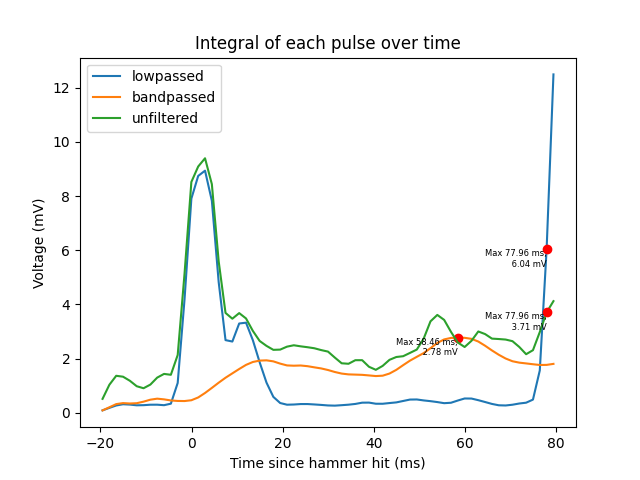 Integral of each pulse over time
lowpassed
bandpassed
unfiltered
Voltage (mV)
12
10
8
6
4
2
0
Max 77.96 ms,
6.04 mV
Max 77.96 ms,
3.71 mV
Max 58.46 ms,
2.78 mV
−20
0
20
40
60
80
Time since hammer hit (ms)